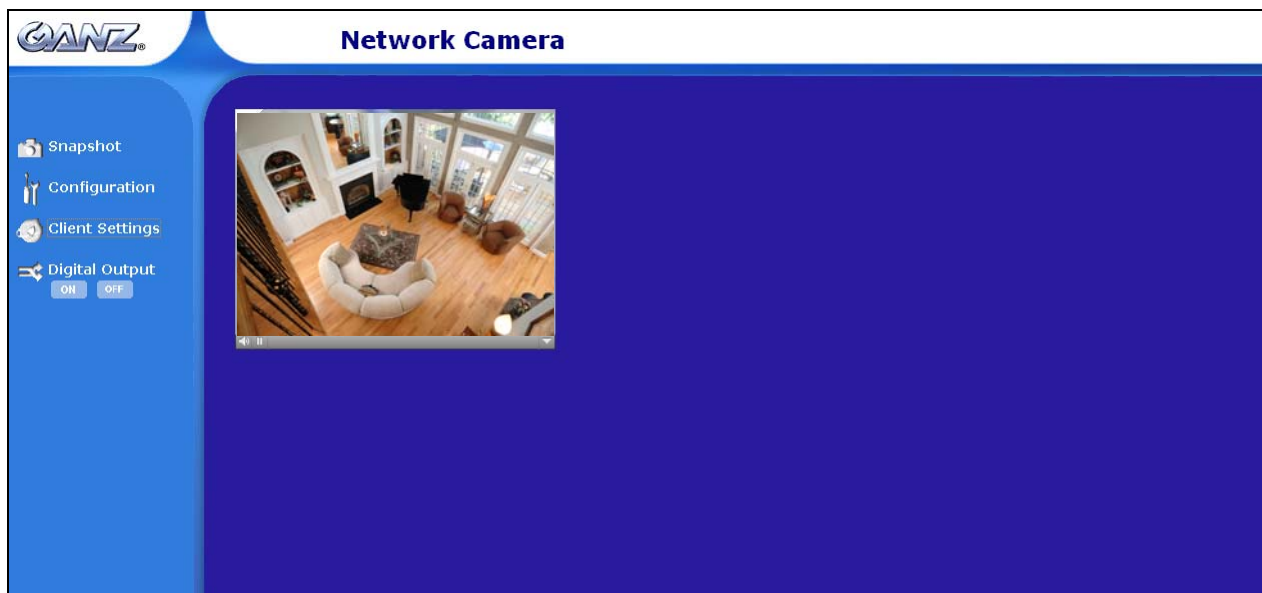 GANZ®
Network Camera
Snapshot
Configuration
Client Settings
Digital Output
ON OFF